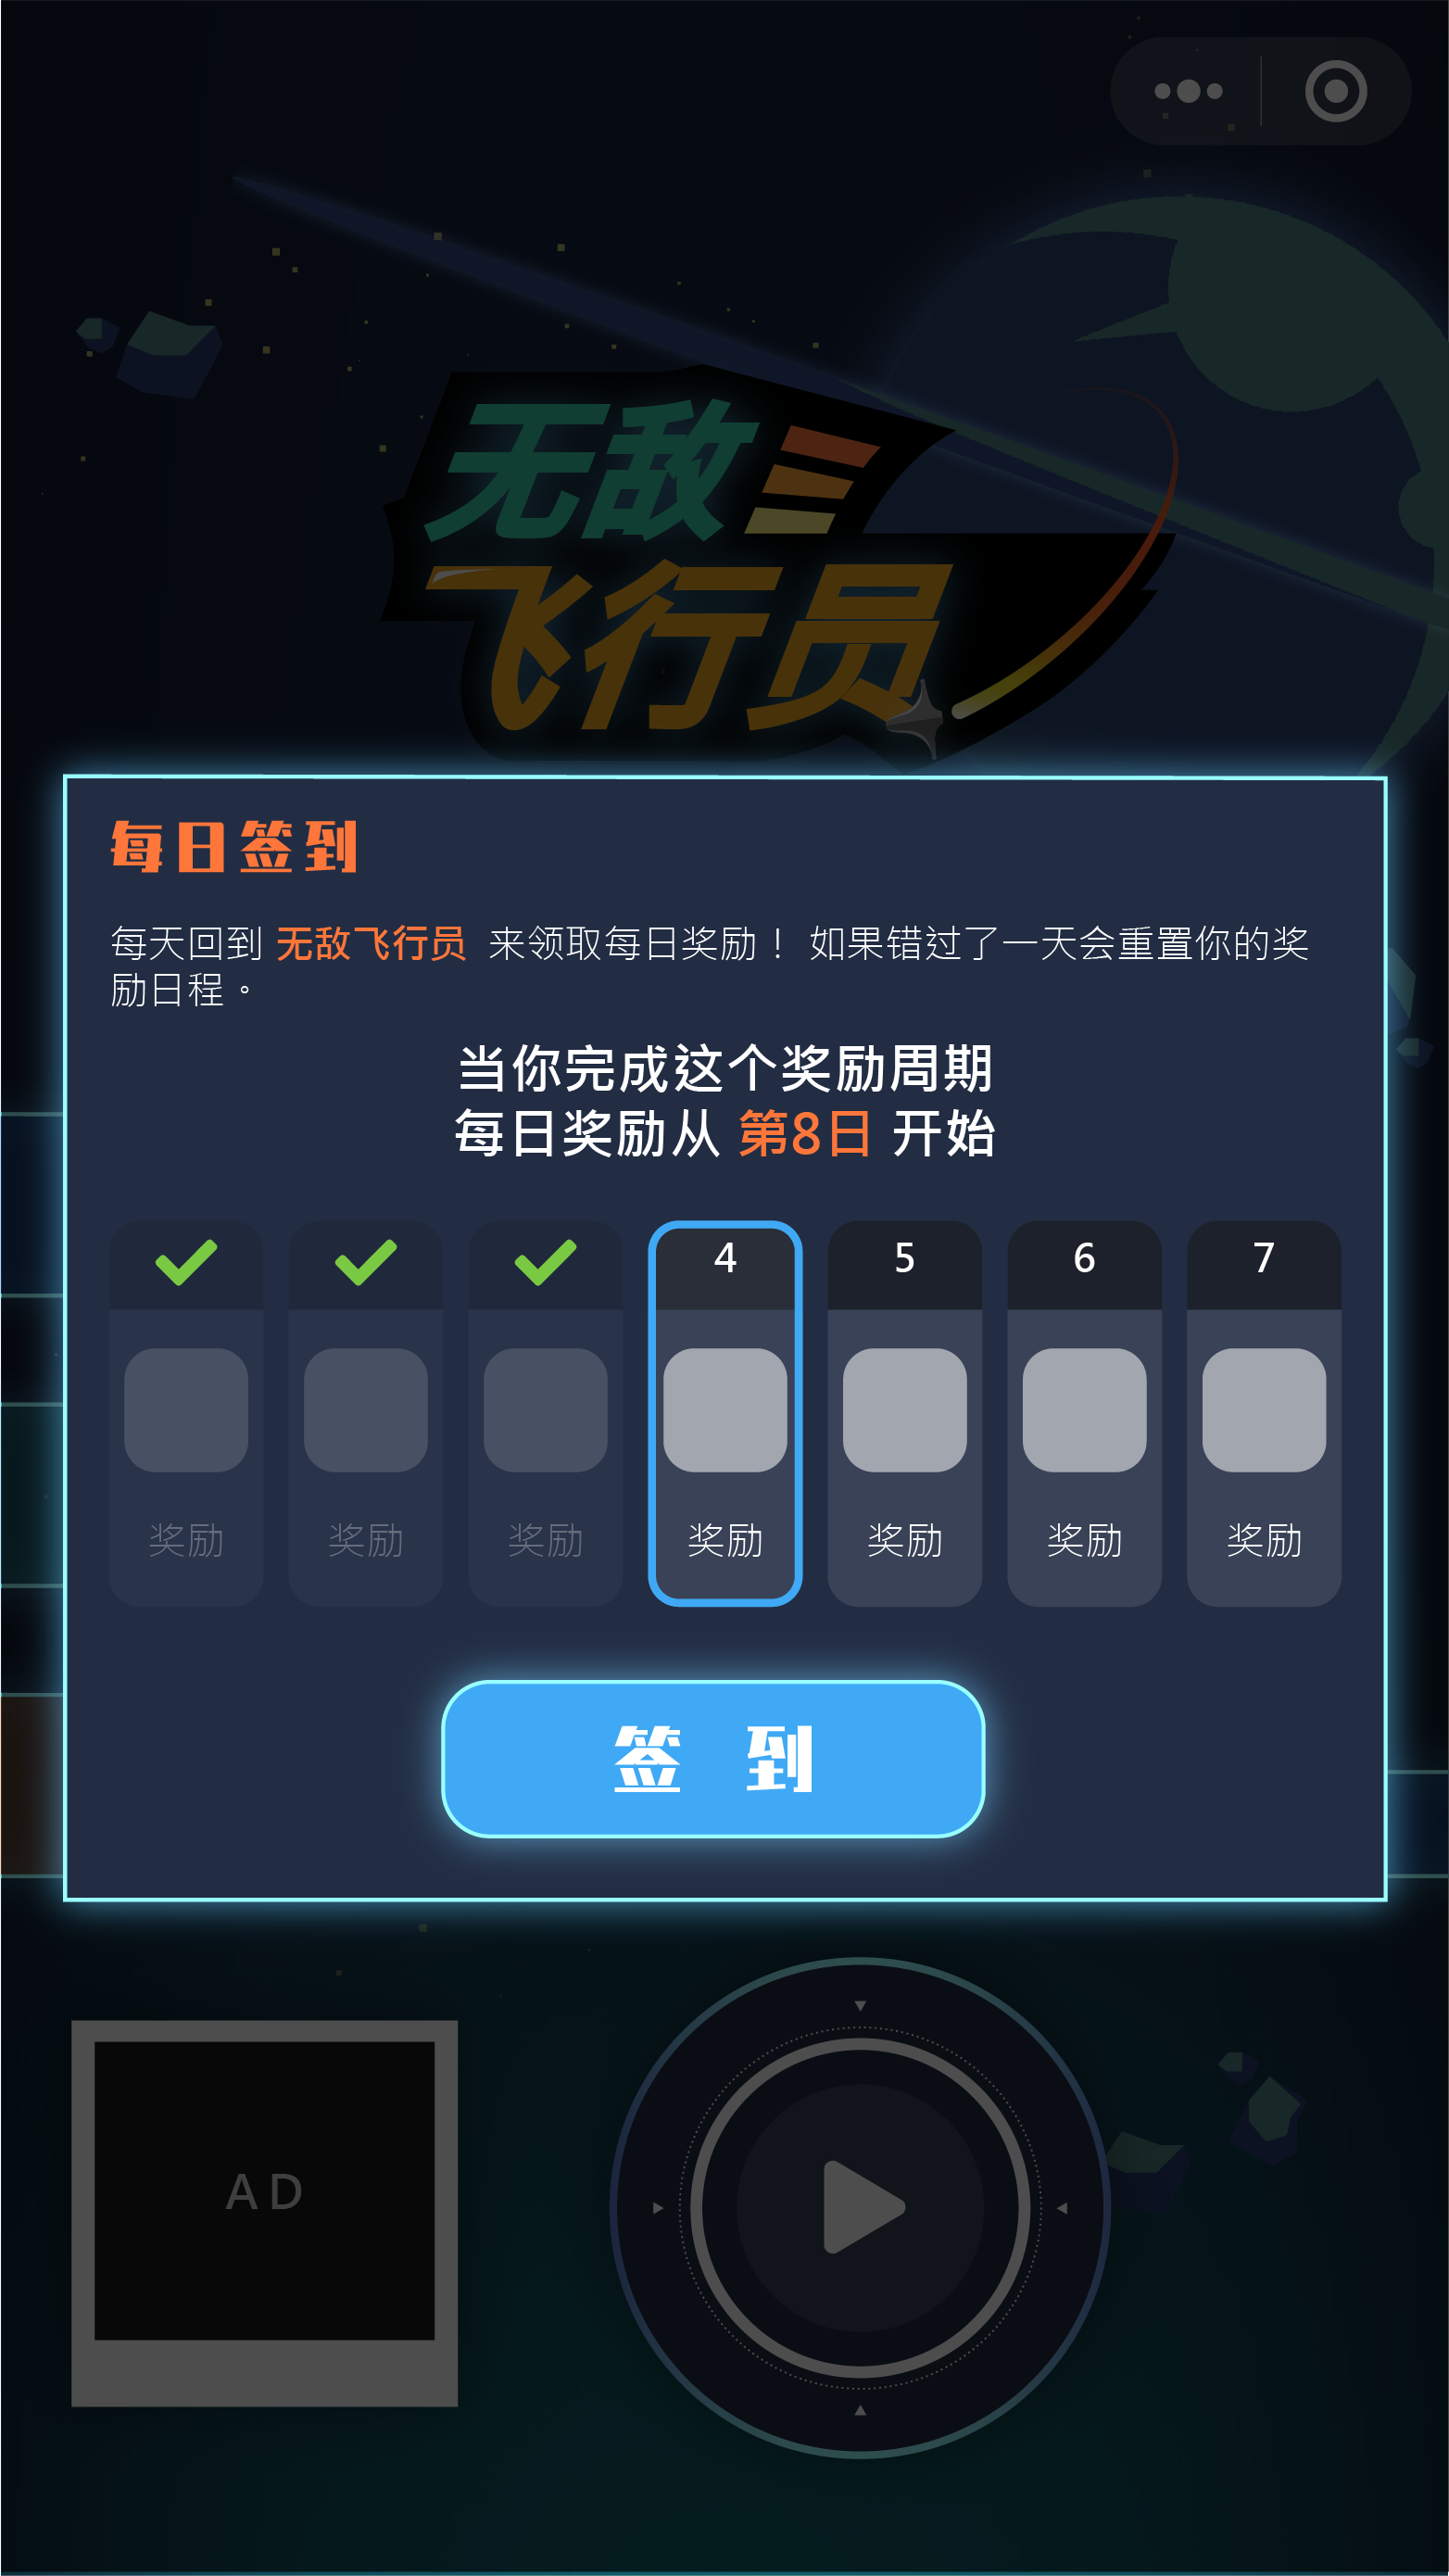 无敌
飞行员
每日签到
每天回到 无敌飞行员 来领取每日奖励！ 如果错过了一天会重置你的奖
励日程。
当你完成这个奖励周期
每日奖励从 第8日 开始
4 5 6 7
奖励 奖励 奖励 奖励 奖励 奖励 奖励
签 到
AD